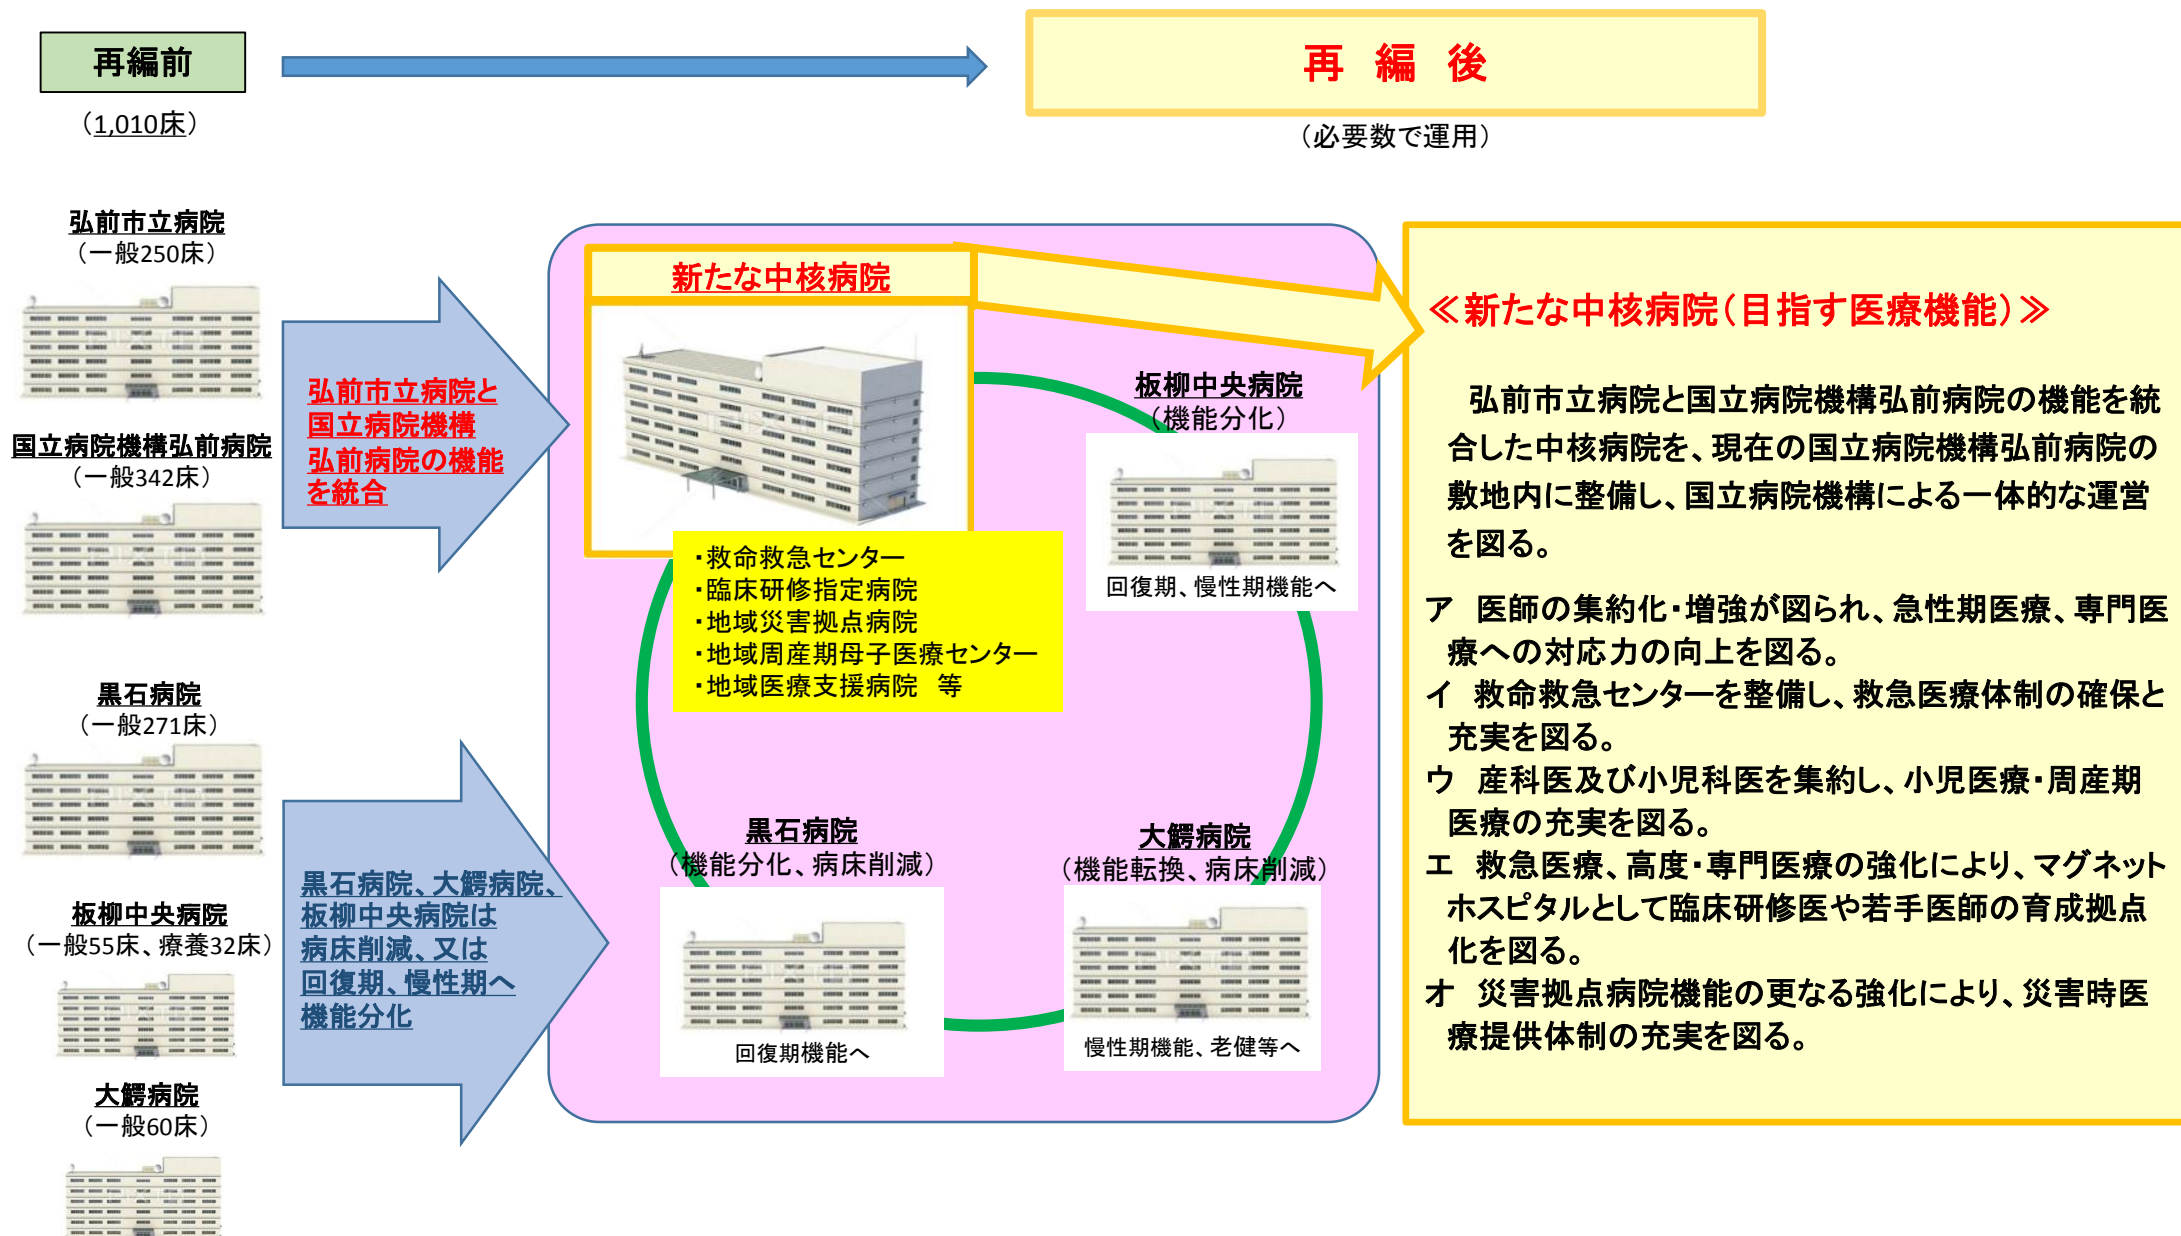 再編前
（1,010床）
再　編　後
（必要数で運用）
弘前市立病院
（一般250床）
国立病院機構弘前病院
（一般342床）
黒石病院
（一般271床）
板柳中央病院
（一般55床、療養32床）
大鰐病院
（一般60床）
弘前市立病院と
国立病院機構
弘前病院の機能
を統合
黒石病院、大鰐病院、
板柳中央病院は
病床削減、又は
回復期、慢性期へ
機能分化
新たな中核病院
・救命救急センター
・臨床研修指定病院
・地域災害拠点病院
・地域周産期母子医療センター
・地域医療支援病院　等
板柳中央病院
（機能分化）
回復期、慢性期機能へ
黒石病院
（機能分化、病床削減）
回復期機能へ
大鰐病院
（機能転換、病床削減）
慢性期機能、老健等へ
≪新たな中核病院（目指す医療機能）≫
弘前市立病院と国立病院機構弘前病院の機能を統
合した中核病院を、現在の国立病院機構弘前病院の
敷地内に整備し、国立病院機構による一体的な運営
を図る。
ア　医師の集約化・増強が図られ、急性期医療、専門医
療への対応力の向上を図る。
イ　救命救急センターを整備し、救急医療体制の確保と
充実を図る。
ウ　産科医及び小児科医を集約し、小児医療・周産期
医療の充実を図る。
エ　救急医療、高度・専門医療の強化により、マグネット
ホスピタルとして臨床研修医や若手医師の育成拠点
化を図る。
オ　災害拠点病院機能の更なる強化により、災害時医
療提供体制の充実を図る。